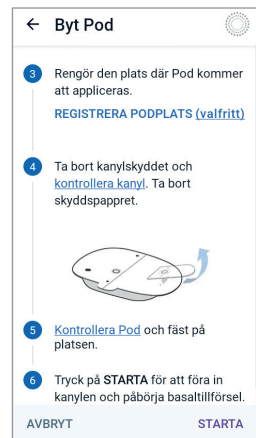 Byt Pod
3 Rengör den plats där Pod kommer
att appliceras.
REGISTRERA PODPLATS (valfritt)
4 Ta bort kanylskyddet och
kontrollera kanyl. Ta bort
skyddspappret.
5 Kontrollera Pod och fäst på
platsen.
6 Tryck på STARTA för att föra in
kanylen och påbörja basaltillförsel.
AVBRYT STARTA